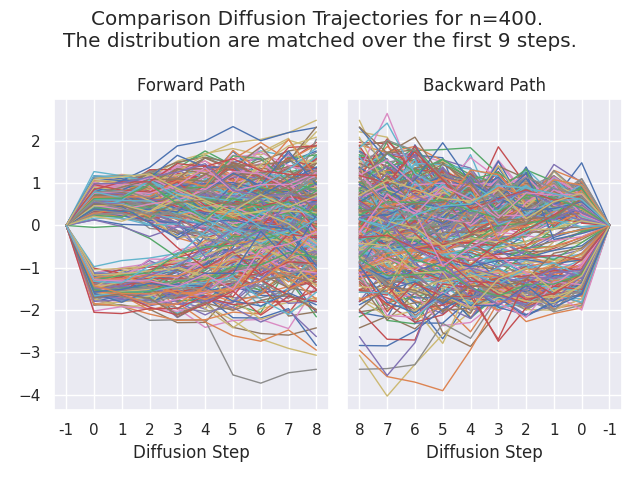 Comparison Diffusion Trajectories for n=400.
The distribution are matched over the first 9 steps.
Forward Path
Backward Path
2
1
0
−1
−2
−3
−4
-1 0 1 2 3 4 5 6 7 8
8 7 6 5 4 3 2 1 0 -1
Diffusion Step
Diffusion Step